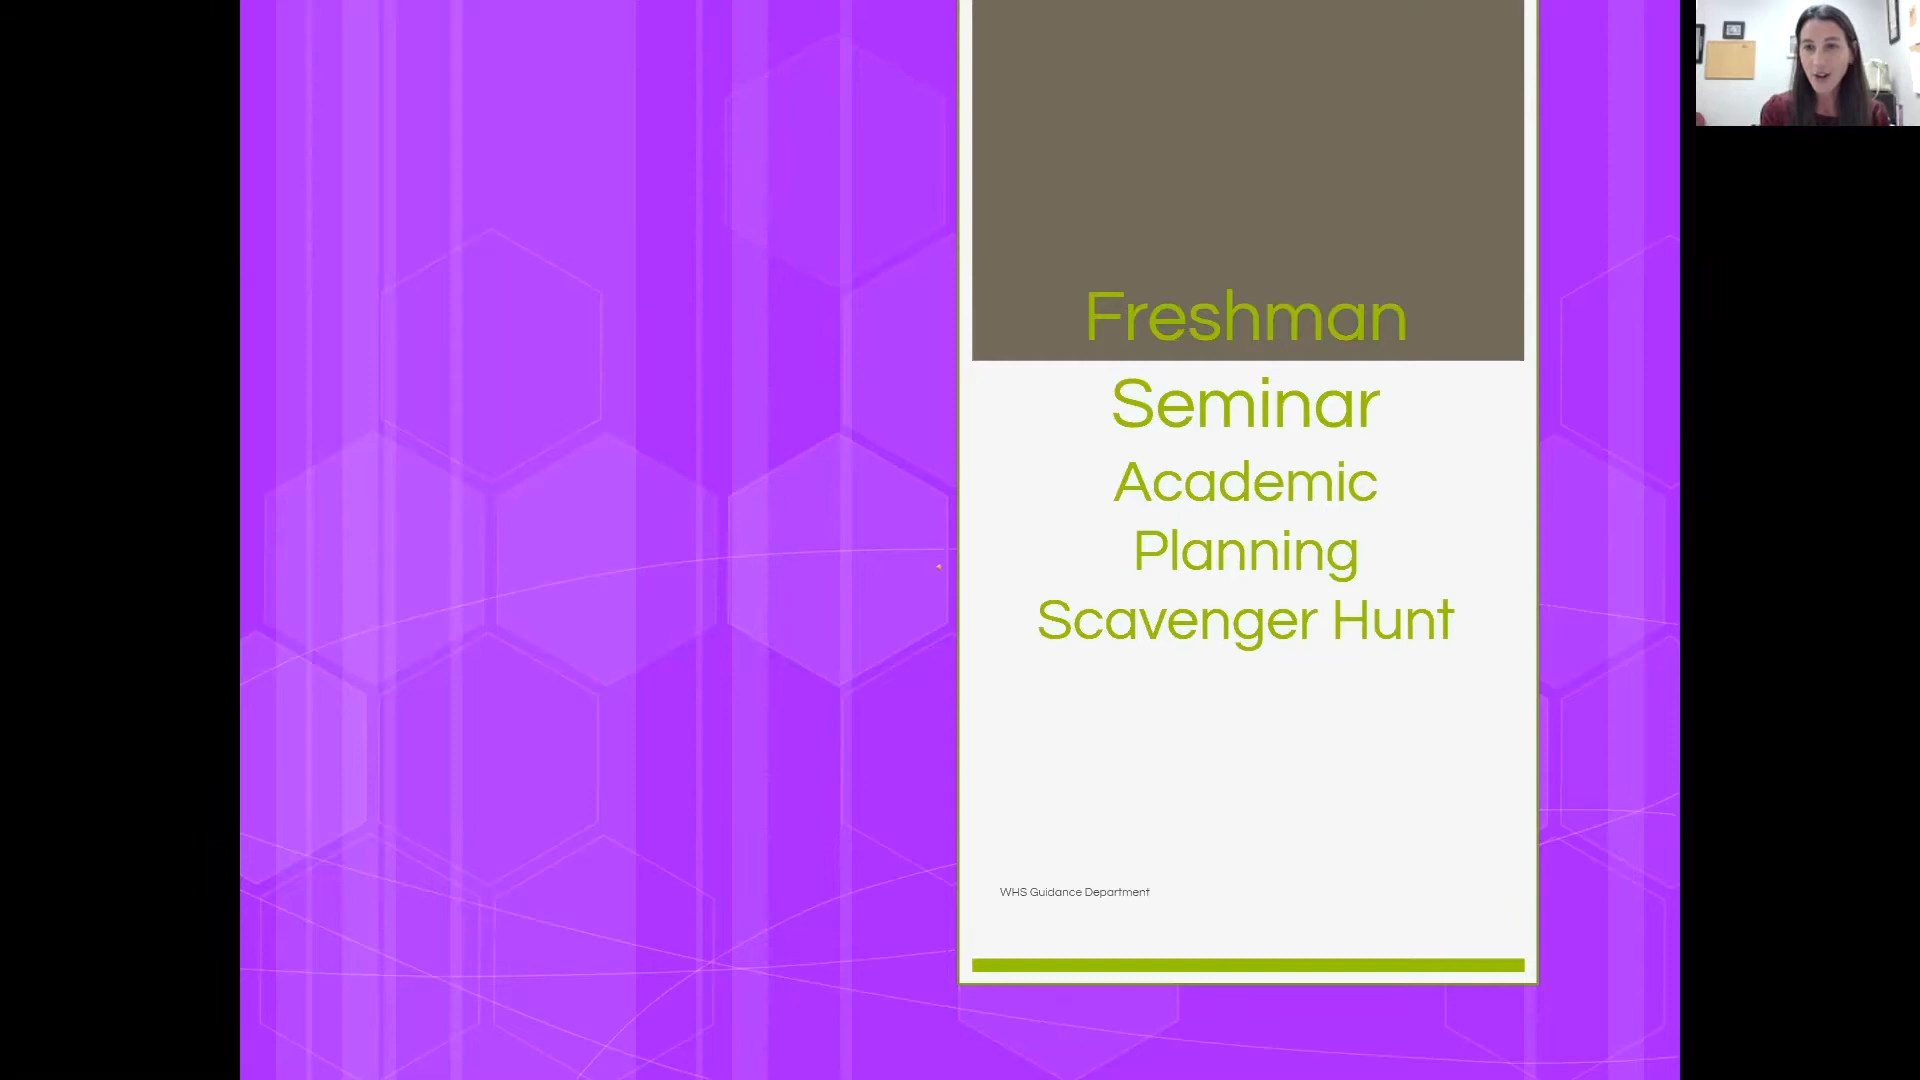 Freshman
Seminar
Academic
Planning
Scavenger Hunt
WHS Guidance Department